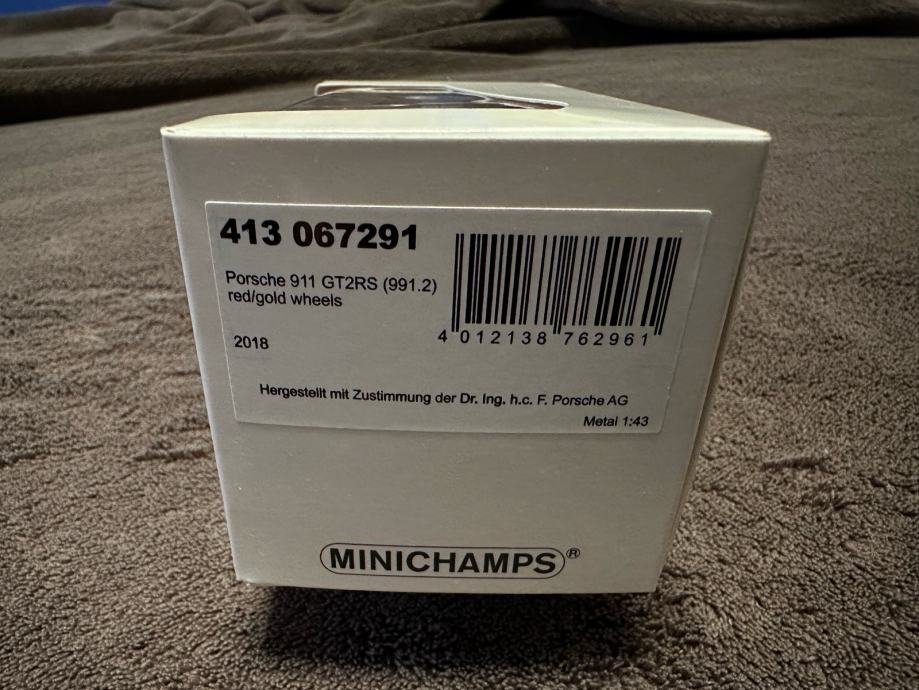 413 067291
Porsche 911 GT2RS (991.2)
red/gold wheels
2018
4 012138 762961
Hergestellt mit Zustimmung der Dr. Ing. h.c. F. Porsche AG
Metal 1:43
MINICHAMPS®